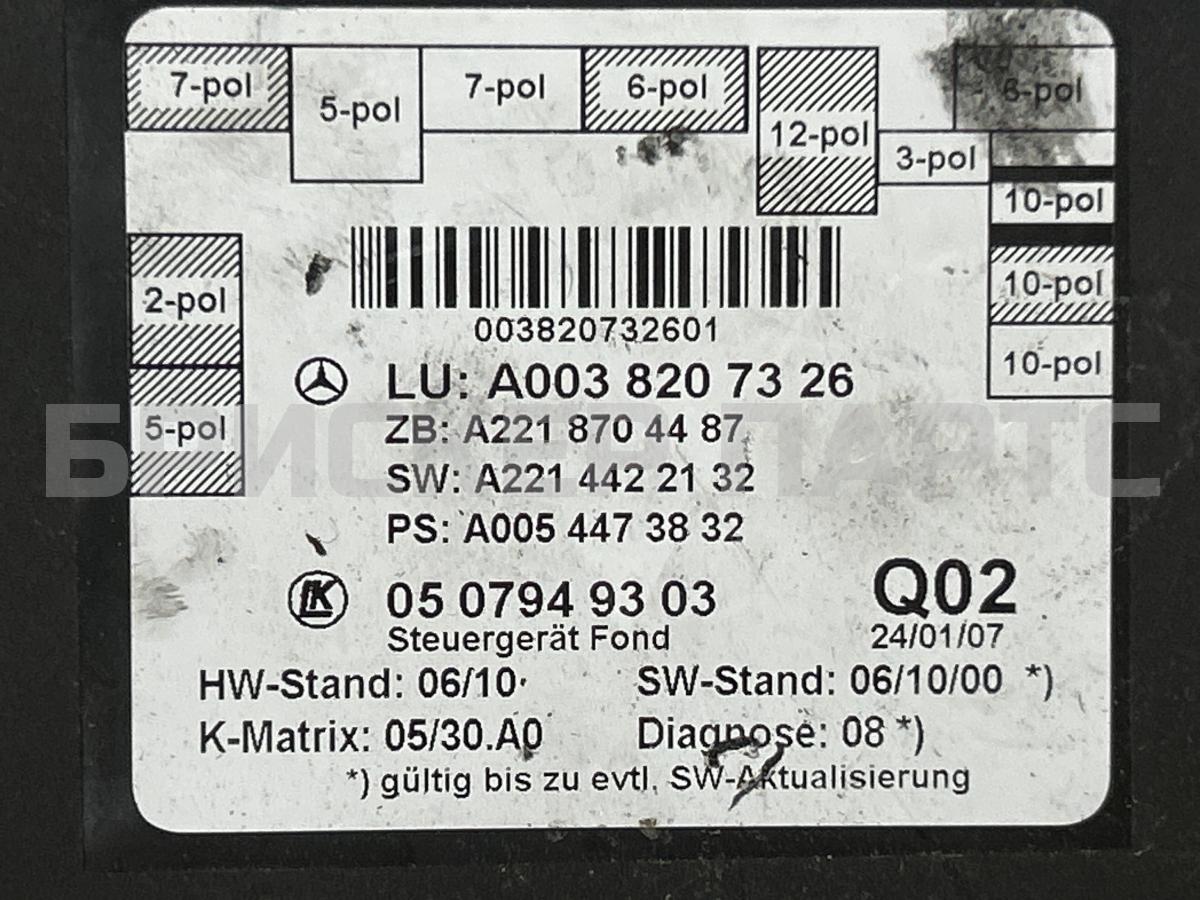 7-pol
5-pol
7-pol
6-pol
12-pol
3-pol
10-pol
10-pol
10-pol
2-pol
5-pol
003820732601
LU: A003 820 73 26
ZB: A221 870 44 87
SW: A221 442 21 32
PS: A005 447 38 32
LK 05 0794 93 03
Q02
Steuergerät Fond
24/01/07
HW-Stand: 06/10
SW-Stand: 06/10/00 *)
K-Matrix: 05/30.A0
Diagnose: 08 *)
*) gültig bis zu evtl. SW-Aktualisierung